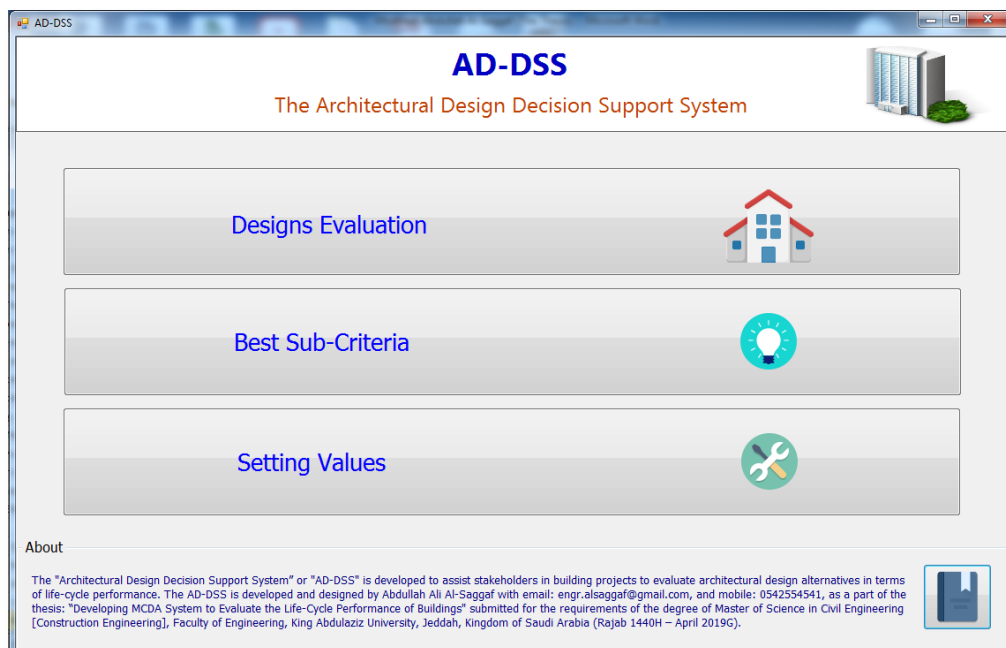 AD-DSS
AD-DSS
The Architectural Design Decision Support System
Designs Evaluation
Best Sub-Criteria
Setting Values
About
The "Architectural Design Decision Support System” or "AD-DSS" is developed to assist stakeholders in building projects to evaluate architectural design alternatives in terms
of life-cycle performance. The AD-DSS is developed and designed by Abdullah Ali Al-Saggaf with email: engr.alsaggaf@gmail.com, and mobile: 0542554541, as a part of the
thesis: “Developing MCDA System to Evaluate the Life-Cycle Performance of Buildings” submitted for the requirements of the degree of Master of Science in Civil Engineering
[Construction Engineering], Faculty of Engineering, King Abdulaziz University, Jeddah, Kingdom of Saudi Arabia (Rajab 1440H – April 2019G).